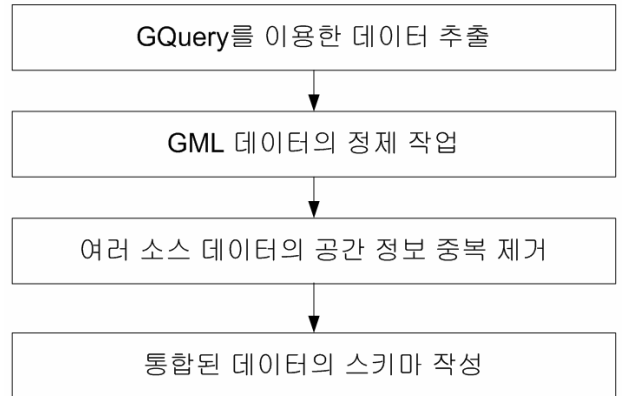 GQuery를 이용한 데이터 추출
GML 데이터의 정제 작업
여러 소스 데이터의 공간 정보 중복 제거
통합된 데이터의 스키마 작성